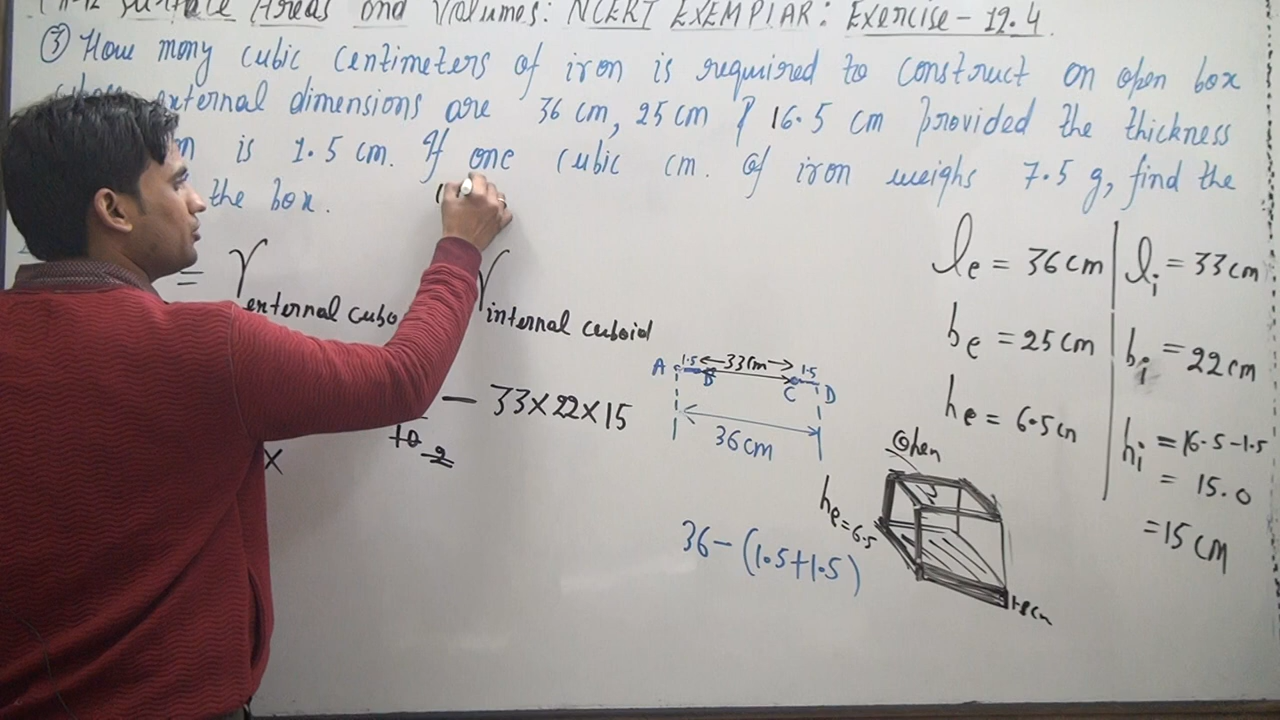 Surface Areas and Volumes: NCERT EXEMPLAR: Exercise-12.4
③ How many cubic centimeters of iron is required to construct an open box
external dimensions are 36 cm, 25 cm & 16.5 cm provided the thickness
is 1.5 cm. If one cubic cm. of iron weighs 7.5 g, find the
the box.
= V external cubo V internal cuboid
- 33×22×15
10 2
×
A 1.5 B 33cm C 1.5 D
36cm
36-(1.5+1.5)
le = 36cm
be = 25cm
he = 6.5cm
li = 33cm
bi = 22cm
hi = 16.5-1.5
= 15.0
=15 cm
Open
he=6.5